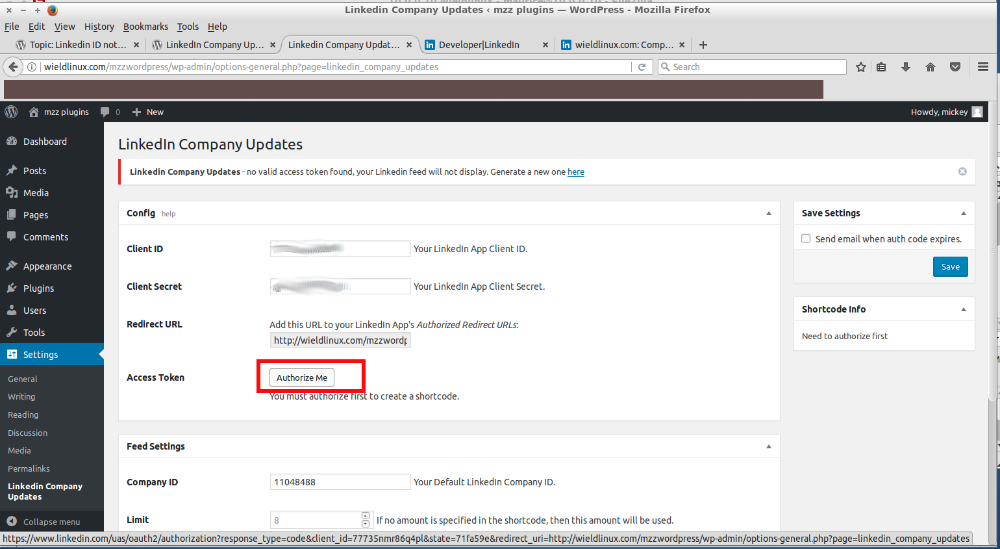 Linkedin Company Updates ‹ mzz plugins — WordPress - Mozilla Firefox
File Edit View History Bookmarks Tools Help
Topic: Linkedin ID not...
LinkedIn Company Up...
Linkedin Company Updat...
Developer|LinkedIn
wieldlinux.com: Comp...
wieldlinux.com/mzzwordpress/wp-admin/options-general.php?page=linkedin_company_updates
Search
mzz plugins 0 + New Howdy, mickey
Dashboard
Posts
Media
Pages
Comments
Appearance
Plugins
Users
Tools
Settings
General
Writing
Reading
Discussion
Media
Permalinks
Linkedin Company
Updates
Collapse menu
LinkedIn Company Updates
Linkedin Company Updates - no valid access token found, your Linkedin feed will not display. Generate a new one here
Config help
Client ID Your LinkedIn App Client ID.
Client Secret Your LinkedIn App Client Secret.
Redirect URL Add this URL to your LinkedIn App's Authorized Redirect URLs:
http://wieldlinux.com/mzzwordp
Access Token Authorize Me
You must authorize first to create a shortcode.
Feed Settings
Company ID 11048488 Your Default LinkedIn Company ID.
Limit 8 If no amount is specified in the shortcode, then this amount will be used.
Save Settings
Send email when auth code expires.
Save
Shortcode Info
Need to authorize first
https://www.linkedin.com/uas/oauth2/authorization?response_type=code&client_id=77735nmr86q4pl&state=71fa59e&redirect_uri=http://wieldlinux.com/mzzwordpress/wp-admin/options-general.php?page=linkedin_company_updates